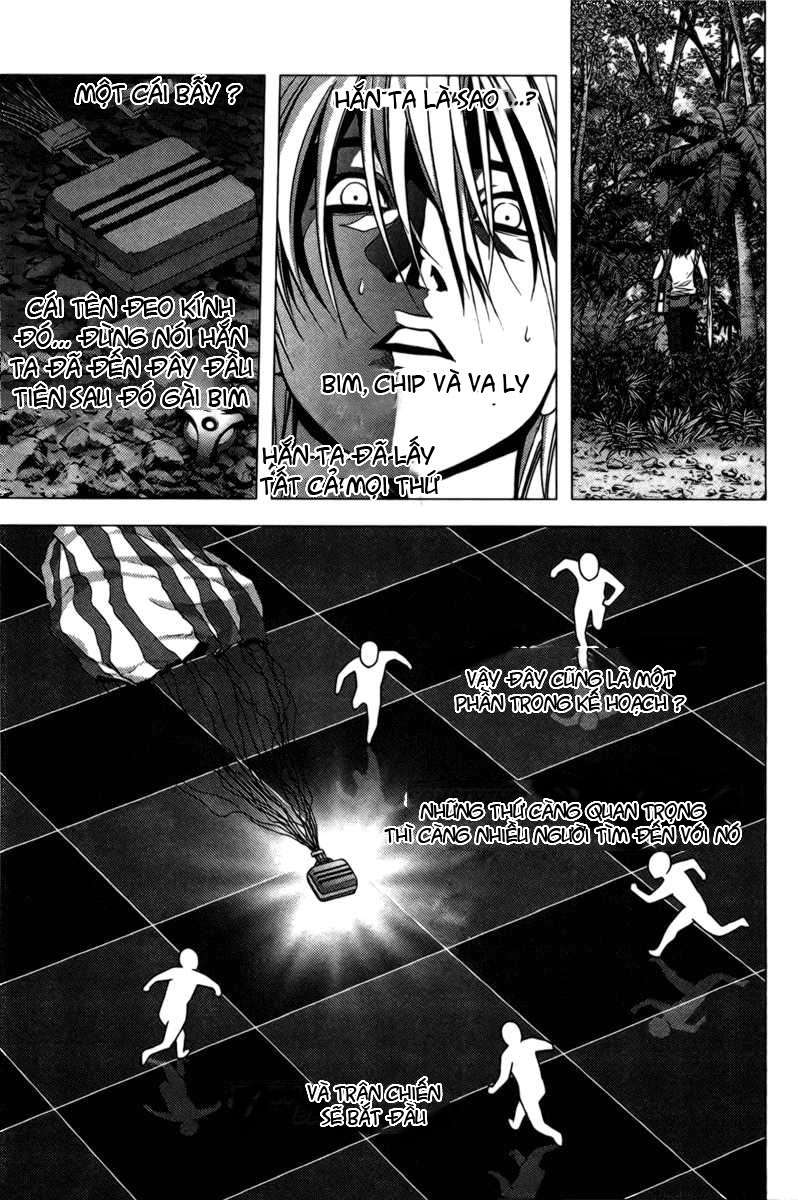 HẮN TA LÀ SAO ...?
BIM, CHIP VÀ VA LY
HẮN TA ĐÃ LẤY
TẤT CẢ MỌI THỨ
MỘT CÁI BẪY ?
CÁI TÊN ĐEO KÍNH
ĐÓ... ĐỪNG NÓI HẮN
TA ĐÃ ĐẾN ĐÂY ĐẦU
TIÊN SAU ĐÓ GÀI BIM
VẬY ĐÂY CŨNG LÀ MỘT
PHẦN TRONG KẾ HOẠCH ?
NHỮNG THỨ CÀNG QUAN TRỌNG
THÌ CÀNG NHIỀU NGƯỜI TÌM ĐẾN VỚI NÓ
VÀ TRẬN CHIẾN
SẼ BẮT ĐẦU